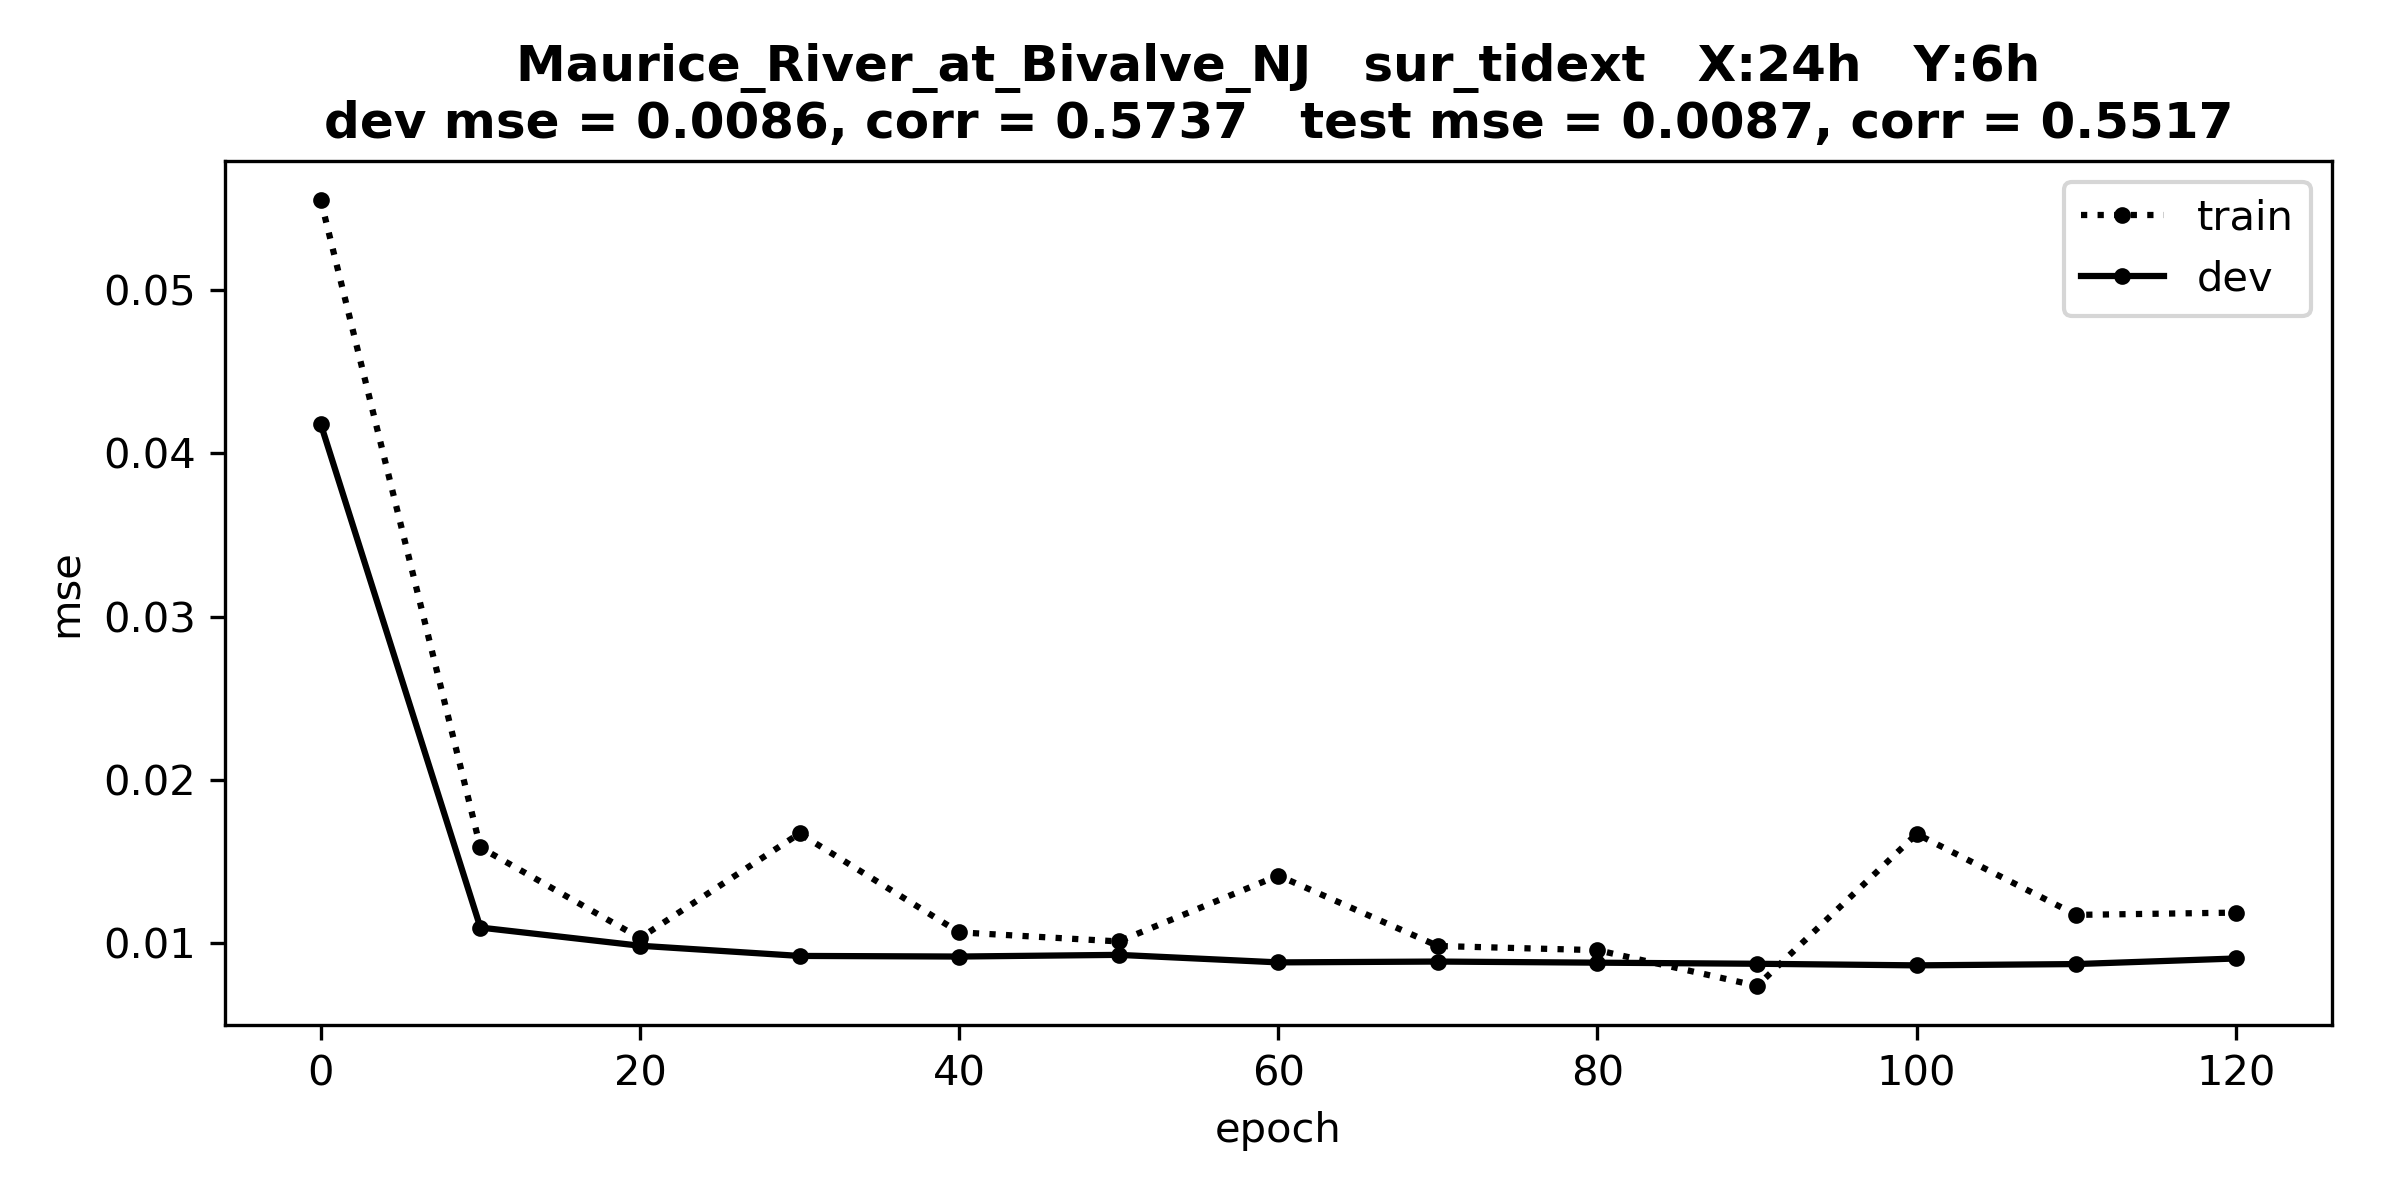 Maurice_River_at_Bivalve_NJ   sur_tidext   X:24h   Y:6h
dev mse = 0.0086, corr = 0.5737   test mse = 0.0087, corr = 0.5517
train
dev
0.05
0.04
0.03
0.02
0.01
mse
0 20 40 60 80 100 120
epoch